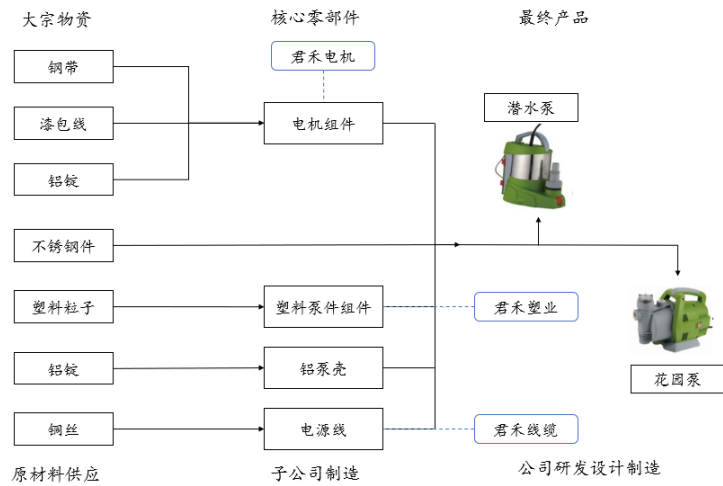 大宗物资
核心零部件
最终产品
钢带
君禾电机
漆包线
电机组件
潜水泵
铝锭
不锈钢件
塑料粒子
塑料泵件组件
君禾塑业
铝锭
铝泵壳
花园泵
钢丝
电源线
君禾线缆
原材料供应
子公司制造
公司研发设计制造